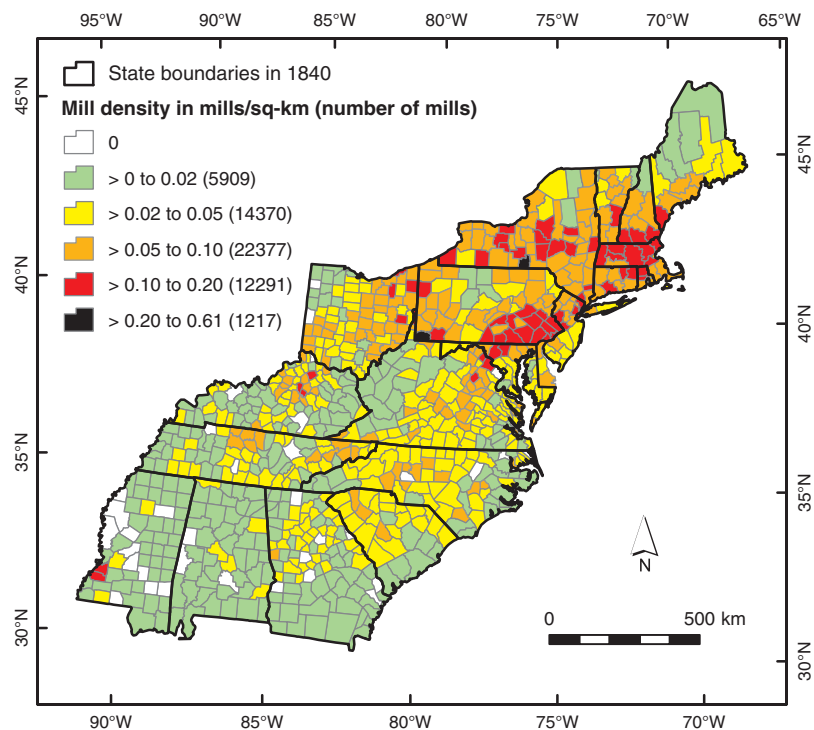 95°W 90°W 85°W 80°W 75°W 70°W 65°W
State boundaries in 1840
Mill density in mills/sq-km (number of mills)
0
> 0 to 0.02 (5909)
> 0.02 to 0.05 (14370)
> 0.05 to 0.10 (22377)
> 0.10 to 0.20 (12291)
> 0.20 to 0.61 (1217)
45°N
40°N
35°N
30°N
45°N
40°N
35°N
30°N
N
0 500 km
90°W 85°W 80°W 75°W 70°W